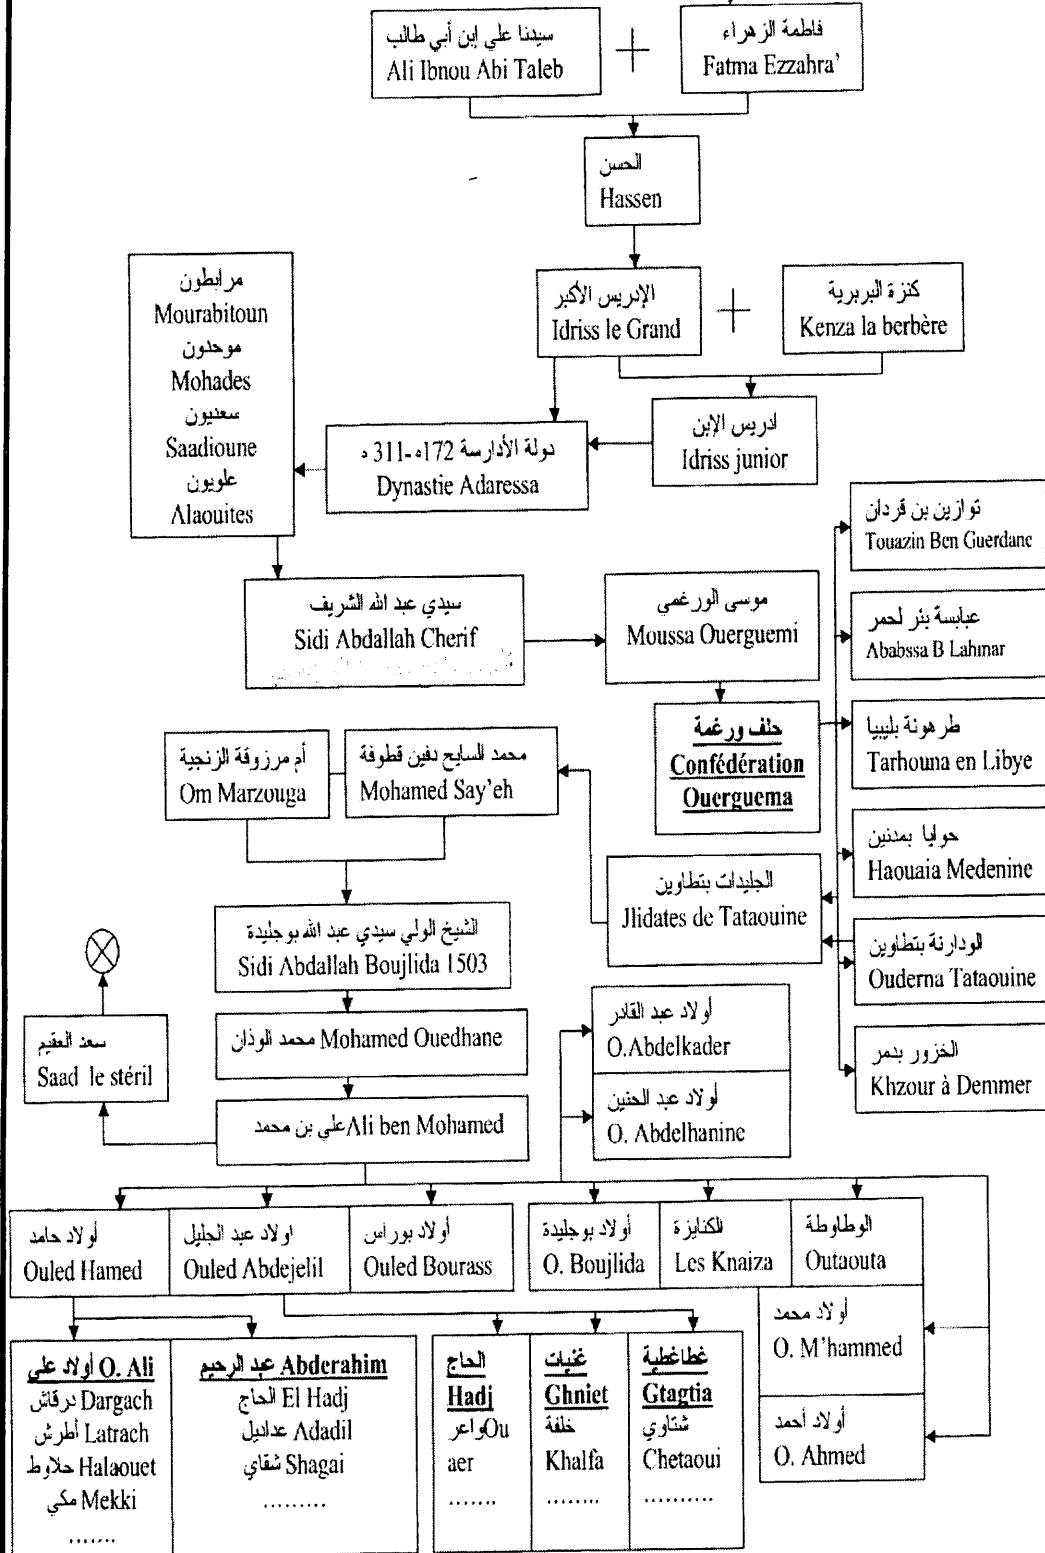 سيدنا علي إبن أبي طالب
Ali Ibnou Abi Taleb
فاطمة الزهراء
Fatma Ezzahra'
الحسن
Hassen
مرابطون
Mourabitoun
موحدون
Mohades
سعديون
Saadioune
علويون
Alaouites
الإدريس الأكبر
Idriss le Grand
كنزة البربرية
Kenza la berbère
ادريس الإبن
Idriss junior
دولة الأدارسة 172ه-311 ه
Dynastie Adaressa
توازين بن قردان
Touazin Ben Guerdane
سيدي عبد الله الشريف
Sidi Abdallah Cherif
موسى الورغمي
Moussa Ouerguemi
عبابسة بئر لحمر
Ababssa B Lahmar
حلف ورغمة
Confédération
Ouerguema
طرهونة بليبيا
Tarhouna en Libye
أم مرزوقة الزنجية
Om Marzouga
محمد السايح دفين قطوفة
Mohamed Say'eh
حوايا بمدنين
Haouaia Medenine
الجليدات بتطاوين
Jlidates de Tataouine
الشيخ الولي سيدي عبد الله بوجليدة
Sidi Abdallah Boujlida 1503
الودارنة بتطاوين
Ouderna Tataouine
سعد العقيم
Saad le stéril
محمد الوذان Mohamed Ouedhane
أولاد عبد القادر
O.Abdelkader
الخزور بدمر
Khzour à Demmer
علي بن محمد Ali ben Mohamed
أولاد عبد الحنين
O. Abdelhanine
أولاد حامد
Ouled Hamed
اولاد عبد الجليل
Ouled Abdejelil
أولاد بوراس
Ouled Bourass
أولاد بوجليدة
O. Boujlida
الكنايزة
Les Knaiza
الوطاوطة
Outaouta
أولاد محمد
O. M'hammed
أولاد أحمد
O. Ahmed
أولاد علي O. Ali
درقاش Dargach
أطرش Latrach
حلاوط Halaouet
مكي Mekki
.......
عبد الرحيم Abderahim
الحاج El Hadj
عداديل Adadil
شقاي Shagai
.........
الحاج
Hadj
واعر Ou
aer
.......
غنيات
Ghniet
خلفة
Khalfa
........
غطاغطية
Gtagtia
شتاوي
Chetaoui
..........